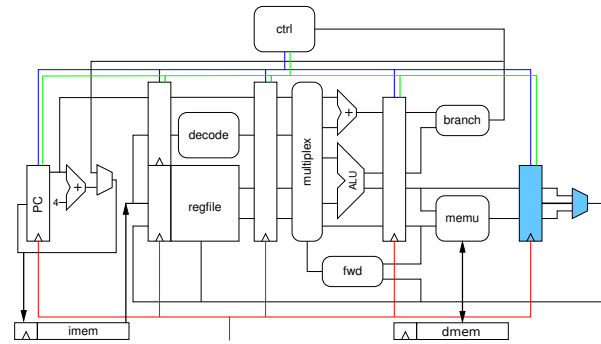 ctrl
decode
multiplex
+
branch
PC
+
4
regfile
ALU
memu
fwd
imem
dmem